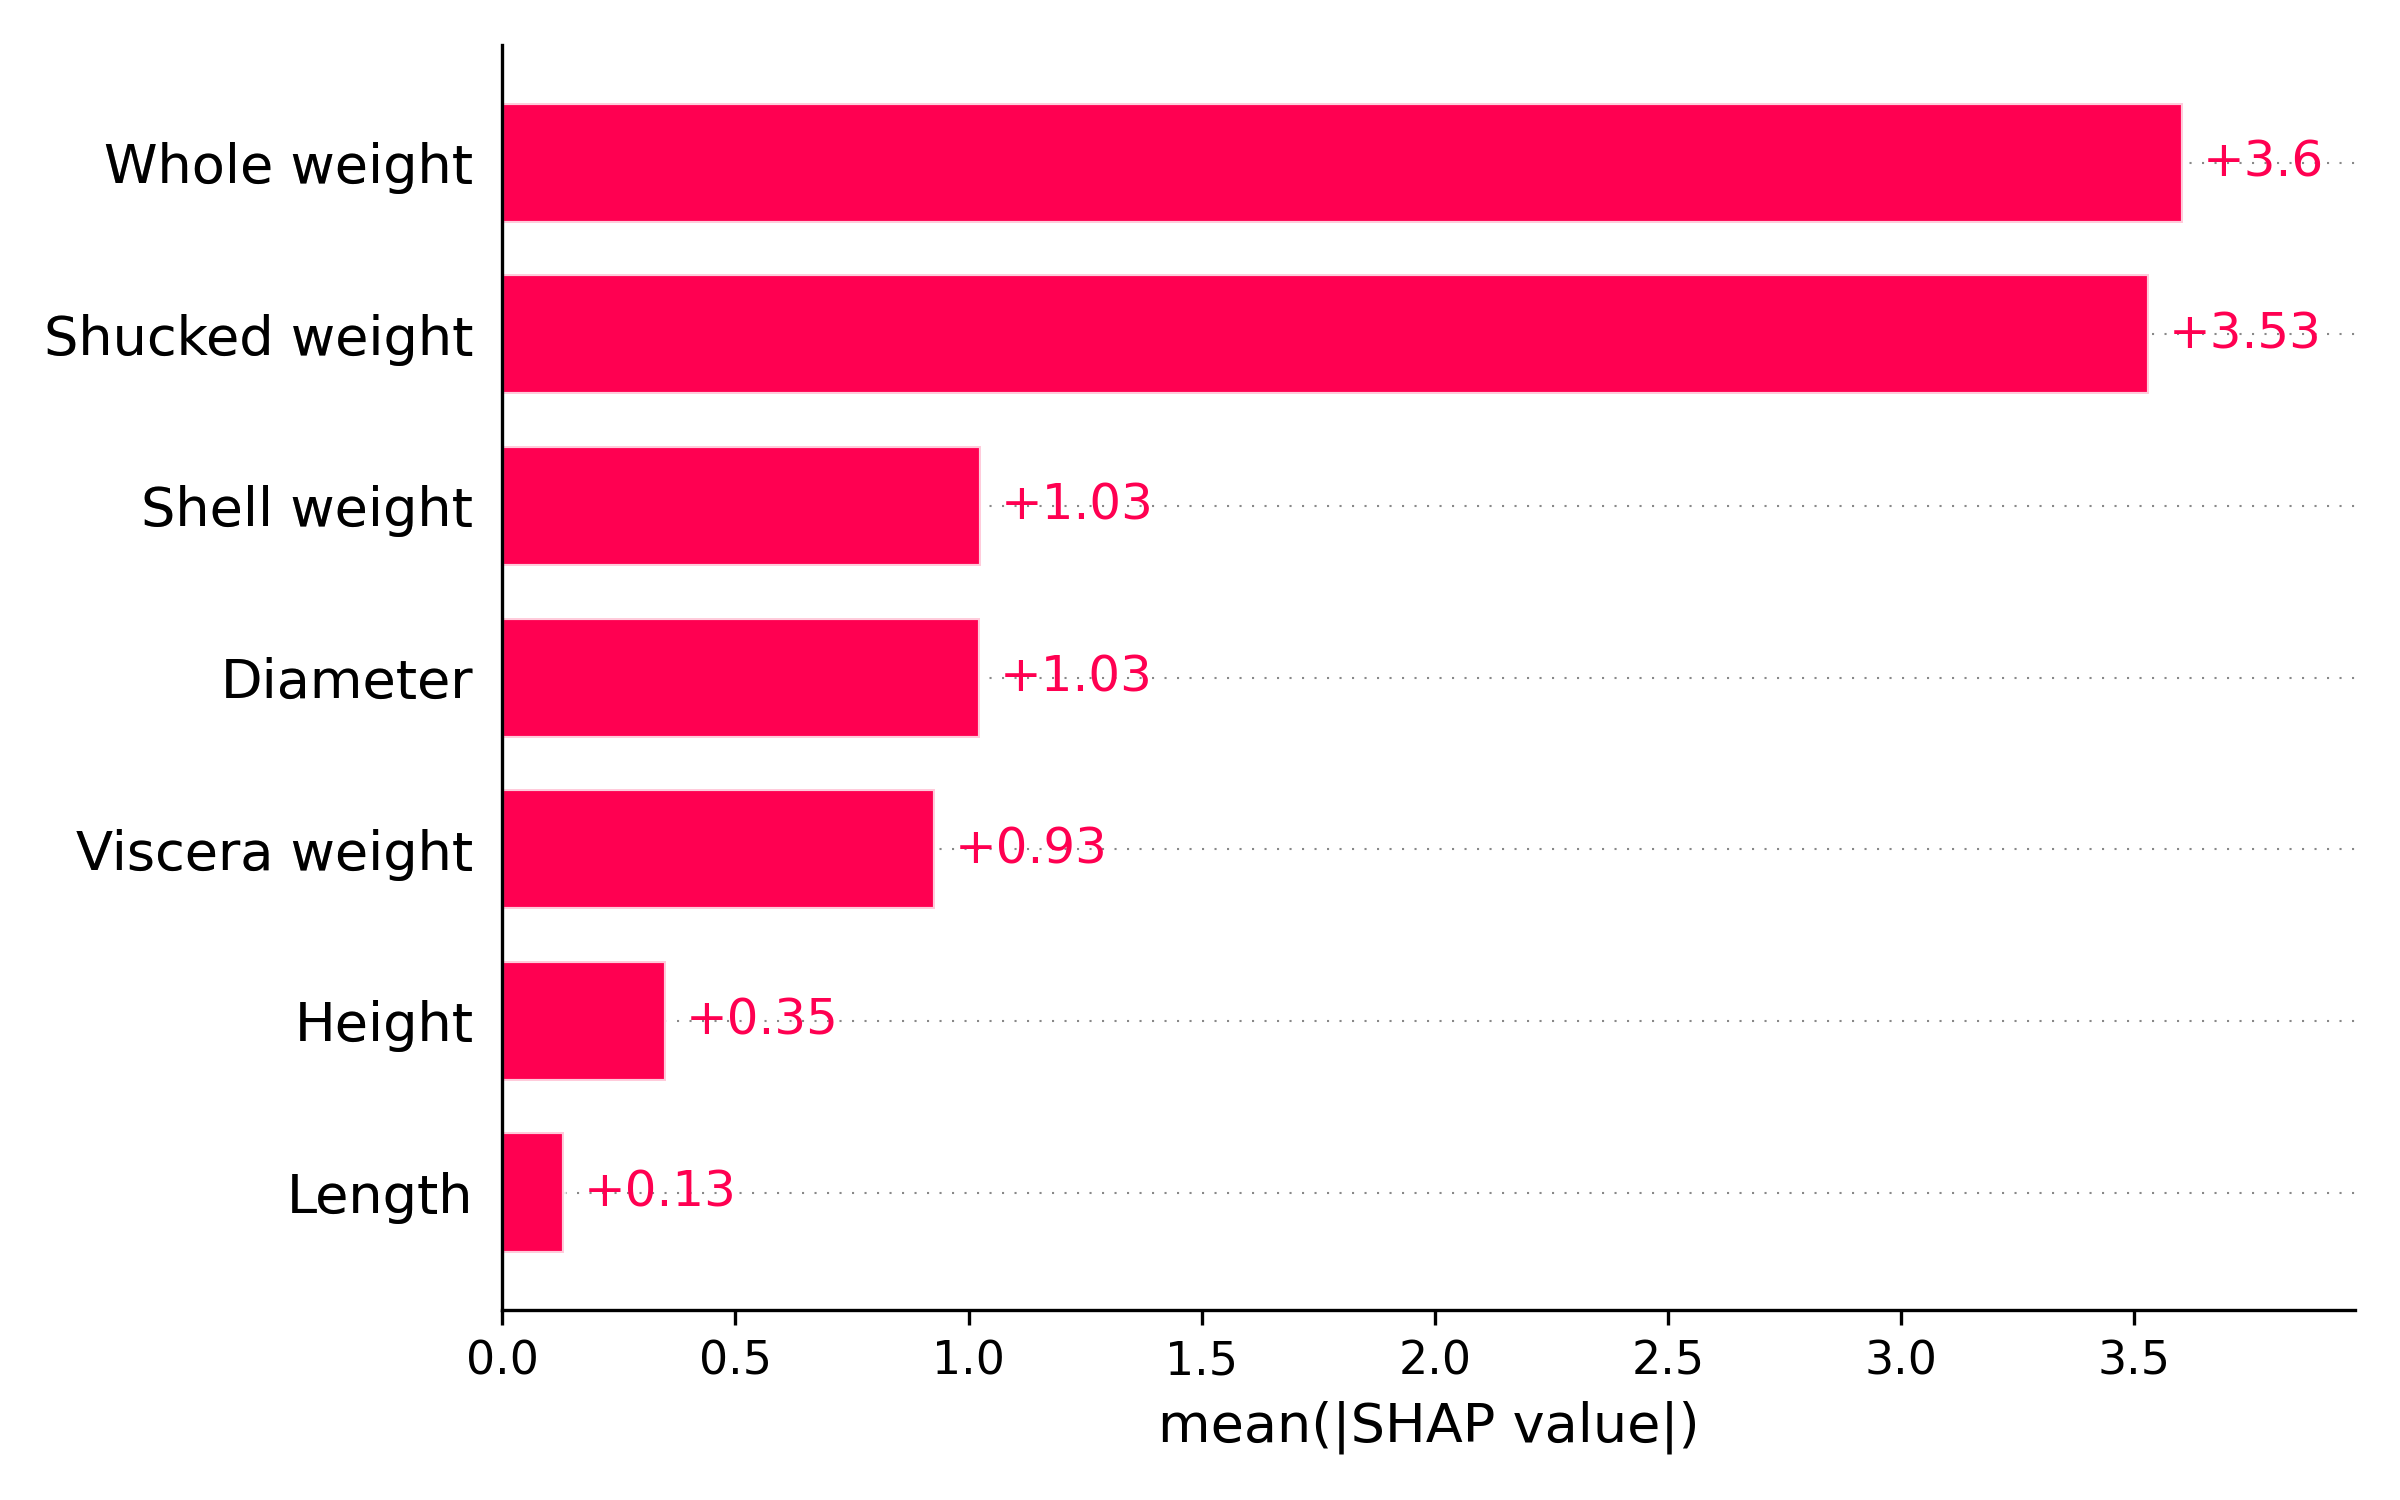 Whole weight +3.6
Shucked weight +3.53
Shell weight +1.03
Diameter +1.03
Viscera weight +0.93
Height +0.35
Length +0.13
0.0 0.5 1.0 1.5 2.0 2.5 3.0 3.5
mean(|SHAP value|)